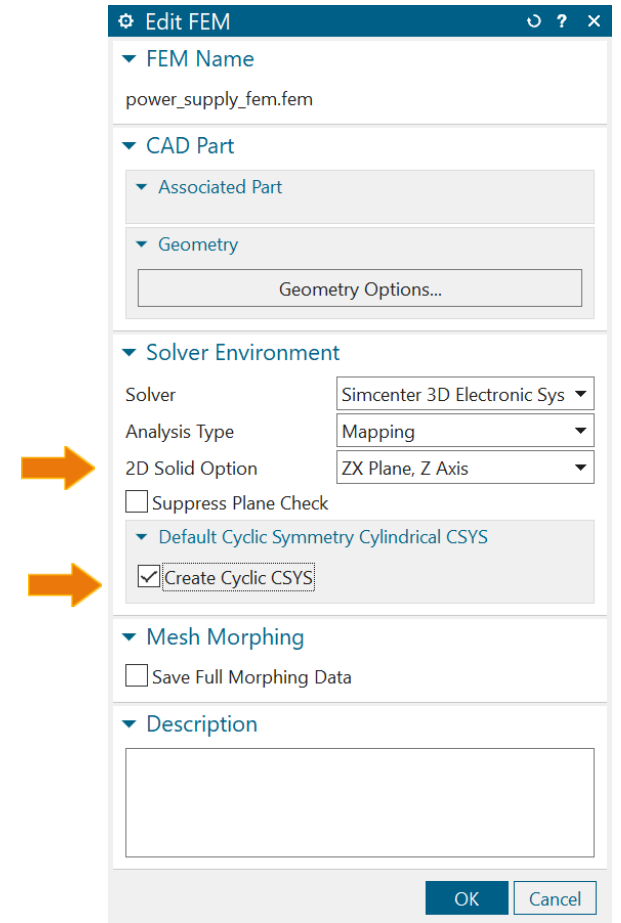 Edit FEM
FEM Name
power_supply_fem.fem
CAD Part
Associated Part
Geometry
Geometry Options...
Solver Environment
Solver Simcenter 3D Electronic Sys
Analysis Type Mapping
2D Solid Option ZX Plane, Z Axis
Suppress Plane Check
Default Cyclic Symmetry Cylindrical CSYS
Create Cyclic CSYS
Mesh Morphing
Save Full Morphing Data
Description
OK Cancel